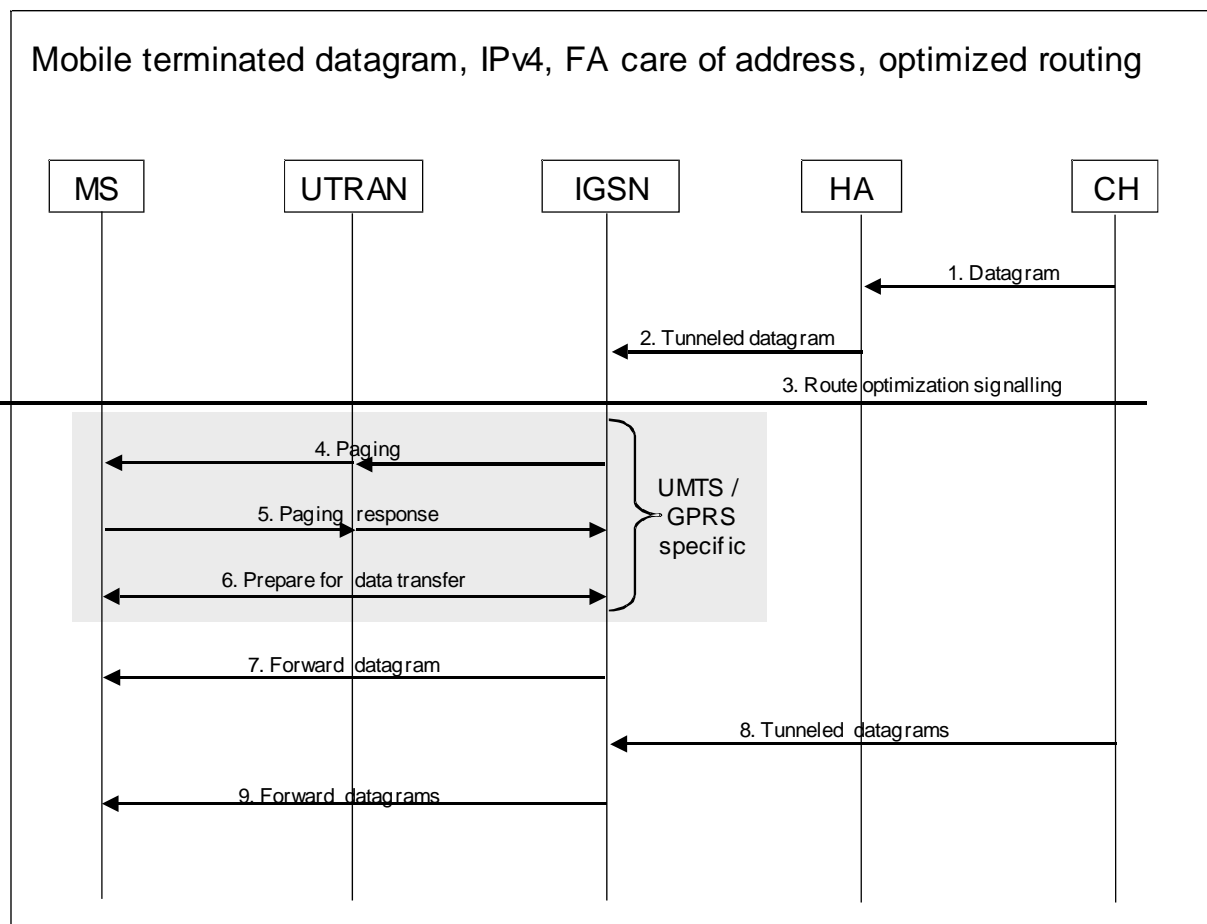 Mobile terminated datagram, IPv4, FA care of address, optimized routing
MS
UTRAN
IGSN
HA
CH
1. Datagram
2. Tunneled datagram
3. Route optimization signalling
4. Paging
5. Paging response
6. Prepare for data transfer
UMTS /
GPRS
specific
7. Forward datagram
8. Tunneled datagrams
9. Forward datagrams